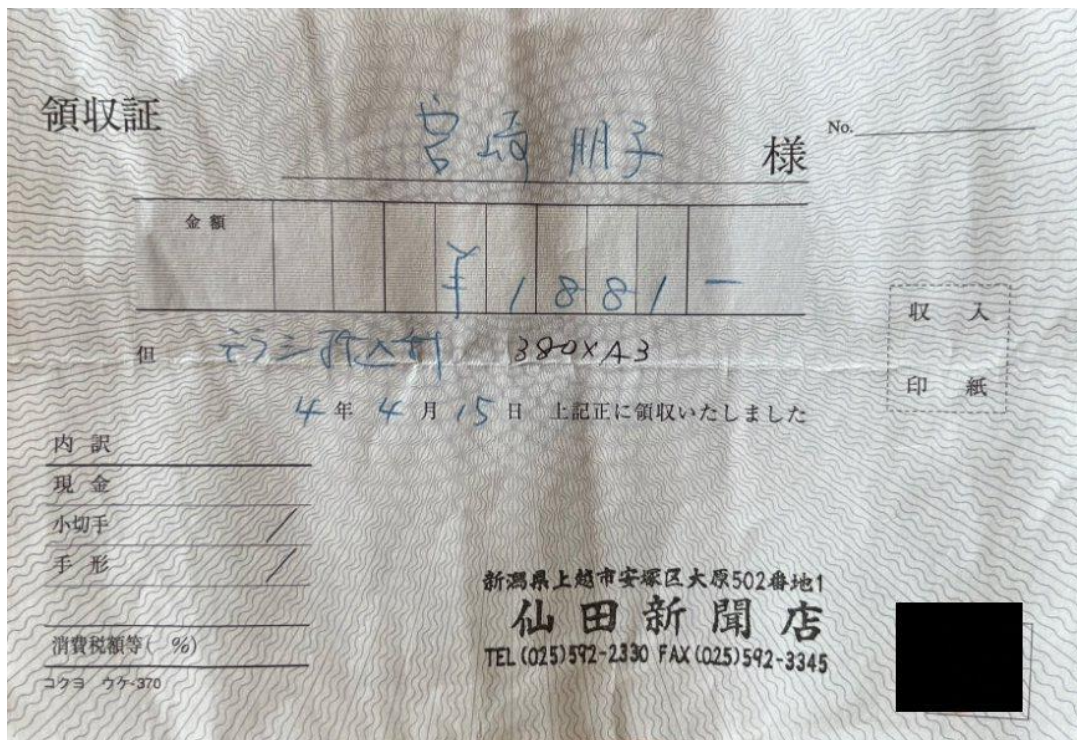 領収証
宮崎 朋子 様
No.
金額 ¥1881-
但 チラシ折込料 380×A3
4年4月15日 上記正に領収いたしました
収入
印紙
内訳
現金
小切手 /
手形 /
消費税額等( %)
コクヨ ウケ-370
新潟県上越市安塚区大原502番地1
仙田新聞店
TEL(025)592-2330 FAX(025)592-3345